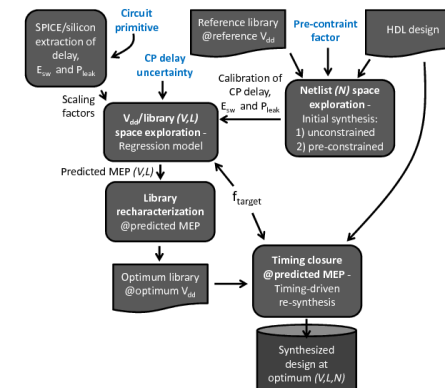 SPICE/silicon
extraction of
delay,
Esw and Pleak
Circuit
primitive
Reference library
@reference Vdd
Pre-contraint
factor
HDL design
CP delay
uncertainty
Scaling
factors
Calibration of
CP delay,
Esw and Pleak
Netlist (N) space
exploration -
Initial synthesis:
1) unconstrained
2) pre-constrained
Vdd/library (V,L)
space exploration -
Regression model
Predicted MEP (V,L)
ftarget
Library
recharacterization
@predicted MEP
Optimum library
@optimum Vdd
Timing closure
@predicted MEP -
Timing-driven
re-synthesis
Synthesized
design at
optimum (V,L,N)